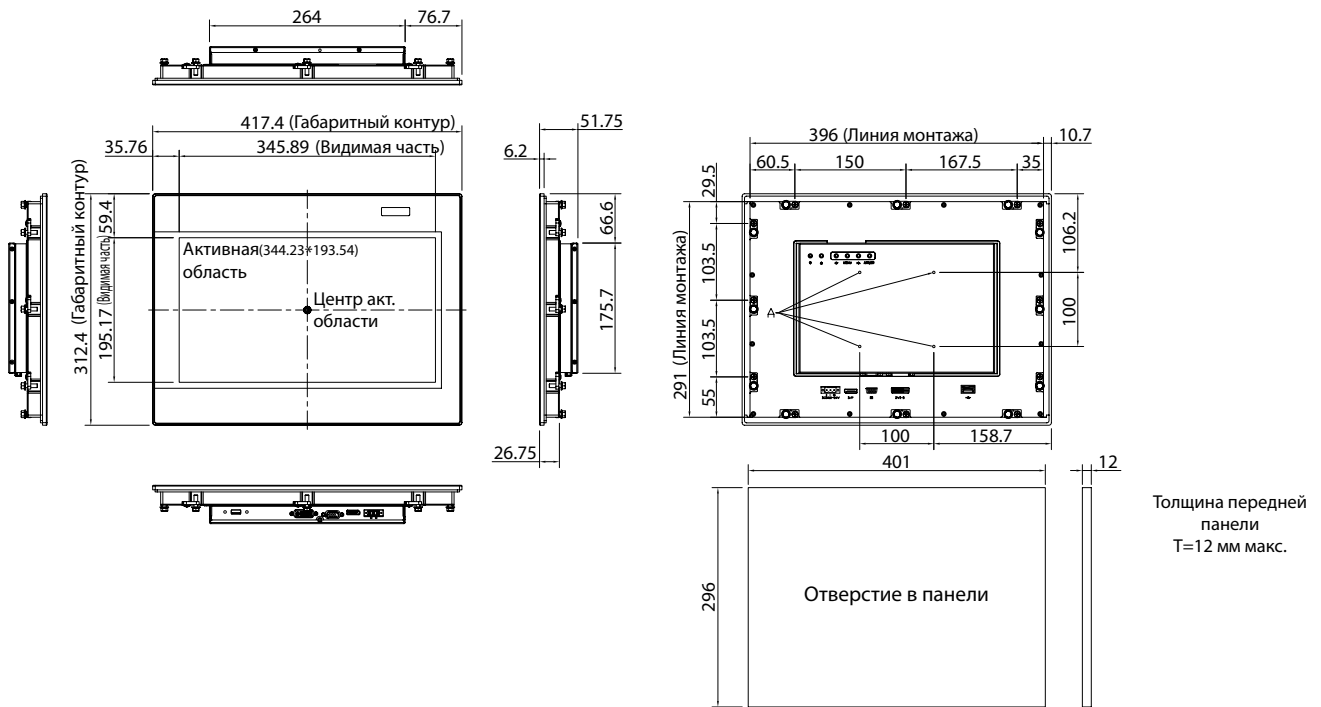 264
76.7
417.4 (Габаритный контур)
35.76
345.89 (Видимая часть)
51.75
6.2
312.4 (Габаритный контур)
59.4
195.17 (Видимая часть)
Активная(344.23*193.54)
область
Центр акт.
области
66.6
175.7
26.75
396 (Линия монтажа)
10.7
60.5
150
167.5
35
29.5
103.5
103.5
55
291 (Линия монтажа)
A
106.2
100
100
158.7
401
12
296
Отверстие в панели
Толщина передней
панели
T=12 мм макс.